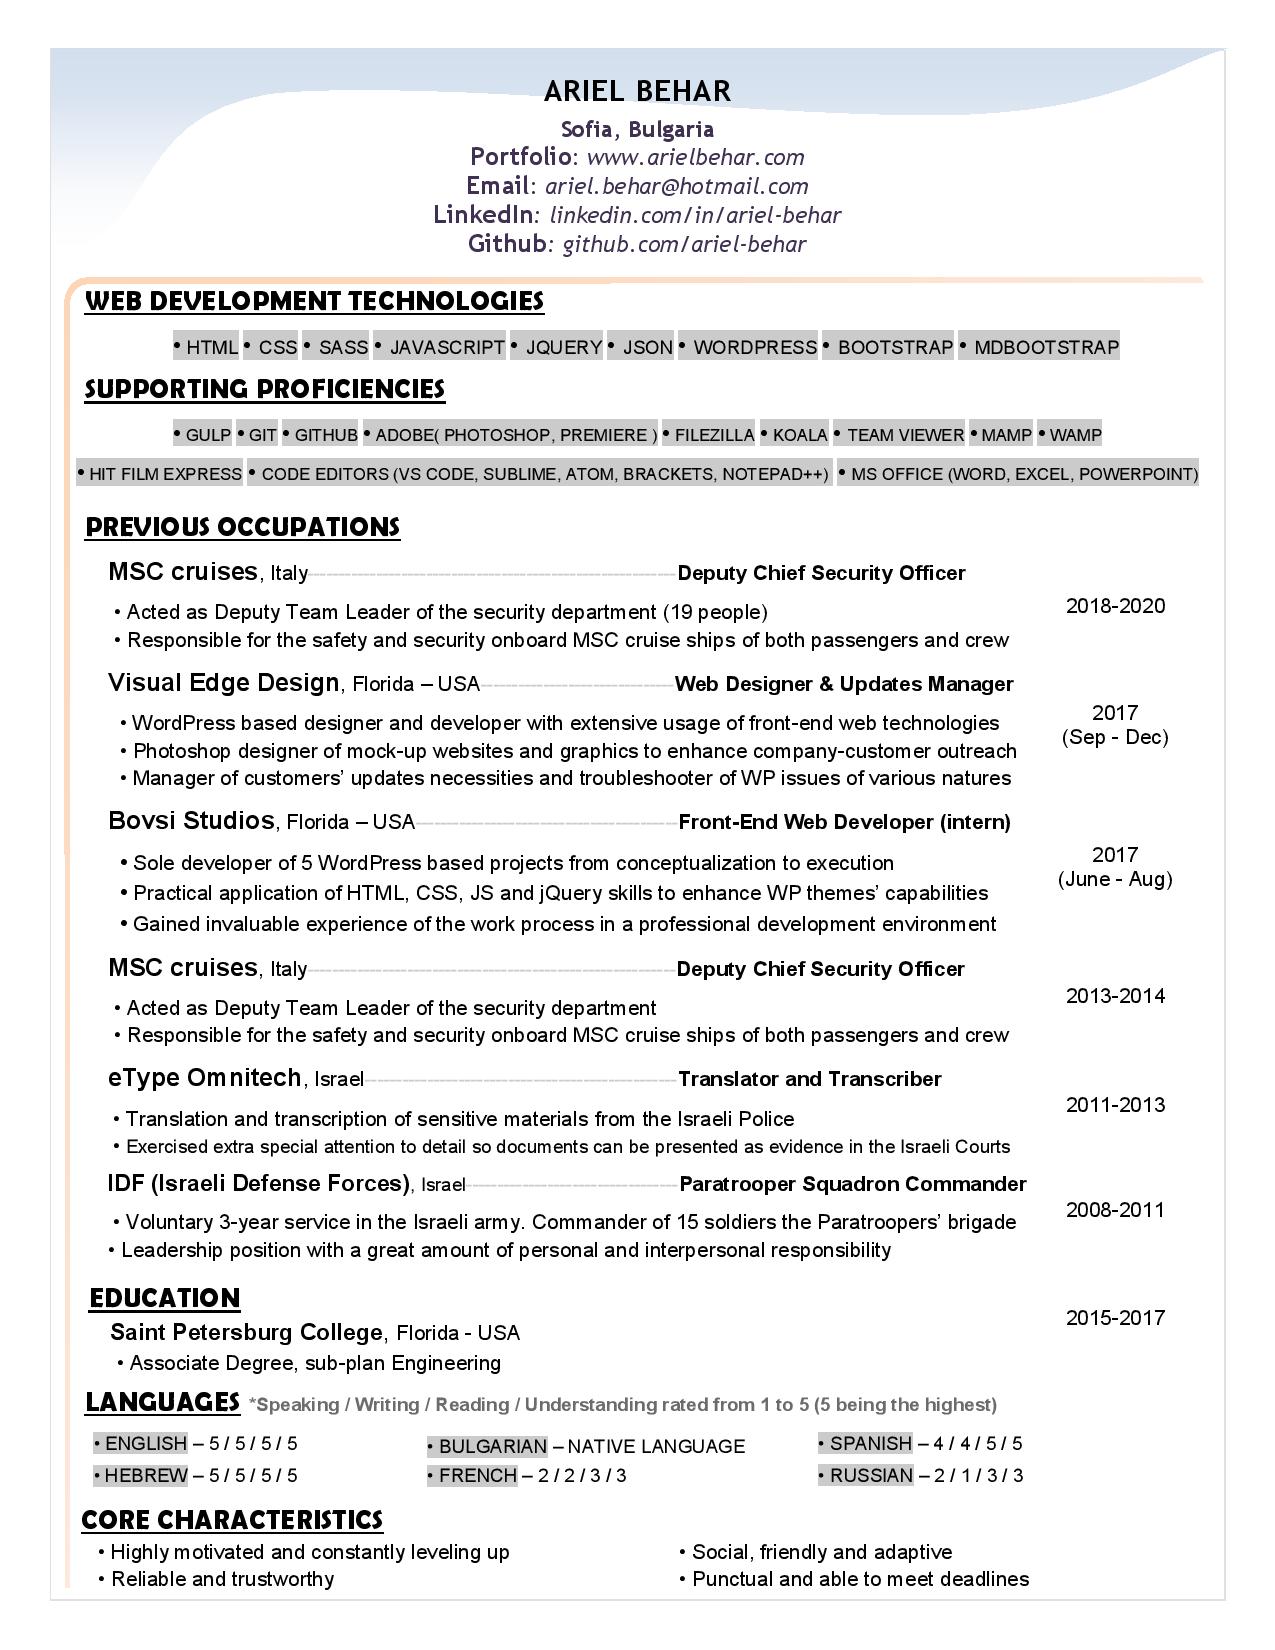 ARIEL BEHAR
Sofia, Bulgaria
Portfolio: www.arielbehar.com
Email: ariel.behar@hotmail.com
LinkedIn: linkedin.com/in/ariel-behar
Github: github.com/ariel-behar
WEB DEVELOPMENT TECHNOLOGIES
• HTML • CSS • SASS • JAVASCRIPT • JQUERY • JSON • WORDPRESS • BOOTSTRAP • MDBOOTSTRAP
SUPPORTING PROFICIENCIES
• GULP • GIT • GITHUB • ADOBE( PHOTOSHOP, PREMIERE ) • FILEZILLA • KOALA • TEAM VIEWER • MAMP • WAMP
• HIT FILM EXPRESS • CODE EDITORS (VS CODE, SUBLIME, ATOM, BRACKETS, NOTEPAD++) • MS OFFICE (WORD, EXCEL, POWERPOINT)
PREVIOUS OCCUPATIONS
MSC cruises, Italy Deputy Chief Security Officer
2018-2020
• Acted as Deputy Team Leader of the security department (19 people)
• Responsible for the safety and security onboard MSC cruise ships of both passengers and crew
Visual Edge Design, Florida – USA Web Designer & Updates Manager
2017
(Sep - Dec)
• WordPress based designer and developer with extensive usage of front-end web technologies
• Photoshop designer of mock-up websites and graphics to enhance company-customer outreach
• Manager of customers’ updates necessities and troubleshooter of WP issues of various natures
Bovsi Studios, Florida – USA Front-End Web Developer (intern)
2017
(June - Aug)
• Sole developer of 5 WordPress based projects from conceptualization to execution
• Practical application of HTML, CSS, JS and jQuery skills to enhance WP themes’ capabilities
• Gained invaluable experience of the work process in a professional development environment
MSC cruises, Italy Deputy Chief Security Officer
2013-2014
• Acted as Deputy Team Leader of the security department
• Responsible for the safety and security onboard MSC cruise ships of both passengers and crew
eType Omnitech, Israel Translator and Transcriber
2011-2013
• Translation and transcription of sensitive materials from the Israeli Police
• Exercised extra special attention to detail so documents can be presented as evidence in the Israeli Courts
IDF (Israeli Defense Forces), Israel Paratrooper Squadron Commander
2008-2011
• Voluntary 3-year service in the Israeli army. Commander of 15 soldiers the Paratroopers’ brigade
• Leadership position with a great amount of personal and interpersonal responsibility
EDUCATION
2015-2017
Saint Petersburg College, Florida - USA
• Associate Degree, sub-plan Engineering
LANGUAGES *Speaking / Writing / Reading / Understanding rated from 1 to 5 (5 being the highest)
• ENGLISH – 5 / 5 / 5 / 5 • BULGARIAN – NATIVE LANGUAGE • SPANISH – 4 / 4 / 5 / 5
• HEBREW – 5 / 5 / 5 / 5 • FRENCH – 2 / 2 / 3 / 3 • RUSSIAN – 2 / 1 / 3 / 3
CORE CHARACTERISTICS
• Highly motivated and constantly leveling up • Social, friendly and adaptive
• Reliable and trustworthy • Punctual and able to meet deadlines